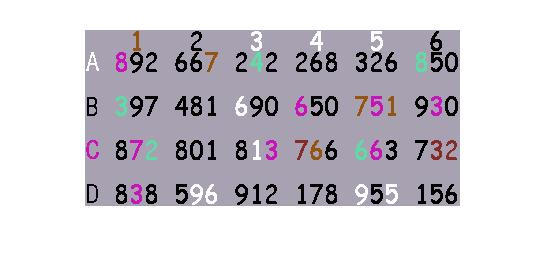 1 2 3 4 5 6
A 892 667 242 268 326 850
B 397 481 690 650 751 930
C 872 801 813 766 663 732
D 838 596 912 178 955 156